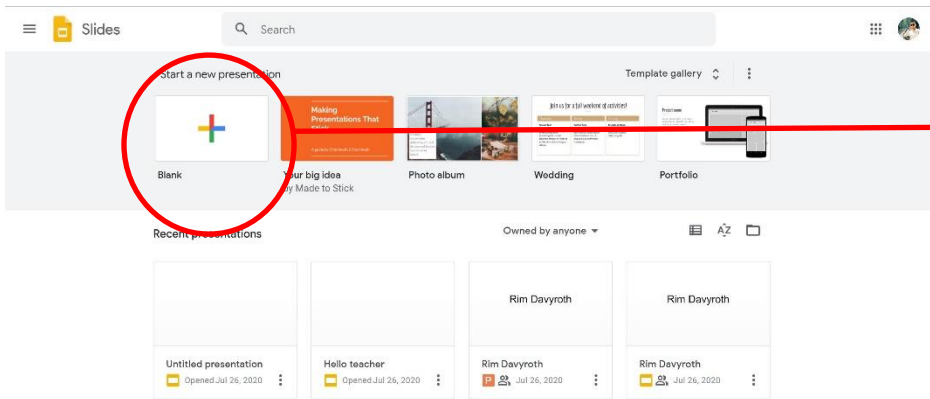 Slides
Search
Start a new presentation
Template gallery
Making
Presentations That
Join us for a full weekend of activities!
Blank
Your big idea
by Made to Stick
Photo album
Wedding
Portfolio
Recent presentations
Owned by anyone
AZ
Rim Davyroth
Rim Davyroth
Untitled presentation
Opened Jul 26, 2020
Hello teacher
Opened Jul 26, 2020
Rim Davyroth
P Jul 26, 2020
Rim Davyroth
Jul 26, 2020